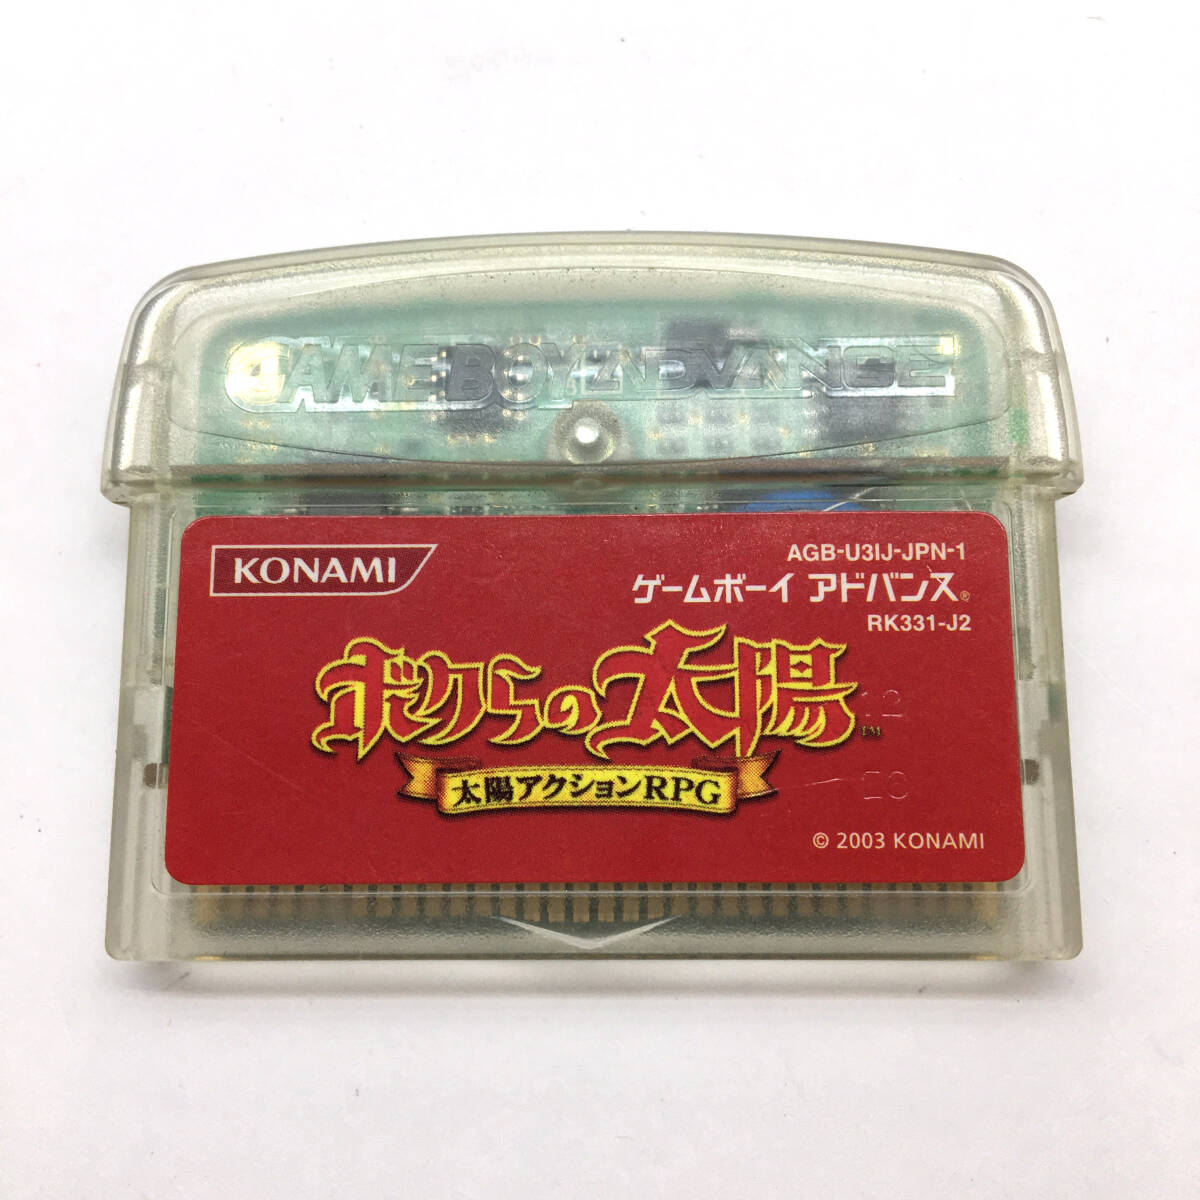 GAME BOY ADVANCE
KONAMI
AGB-U3IJ-JPN-1
ゲームボーイ アドバンス®
RK331-J2
ボクらの太陽
12
TM
太陽アクションRPG
20
© 2003 KONAMI